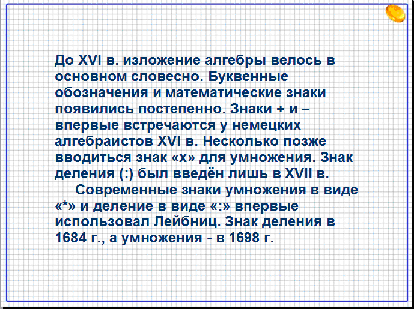 До XVI в. изложение алгебры велось в
основном словесно. Буквенные
обозначения и математические знаки
появились постепенно. Знаки + и –
впервые встречаются у немецких
алгебраистов XVI в. Несколько позже
вводиться знак «х» для умножения. Знак
деления (:) был введён лишь в XVII в.
Современные знаки умножения в виде
«*» и деление в виде «:» впервые
использовал Лейбниц. Знак деления в
1684 г., а умножения - в 1698 г.